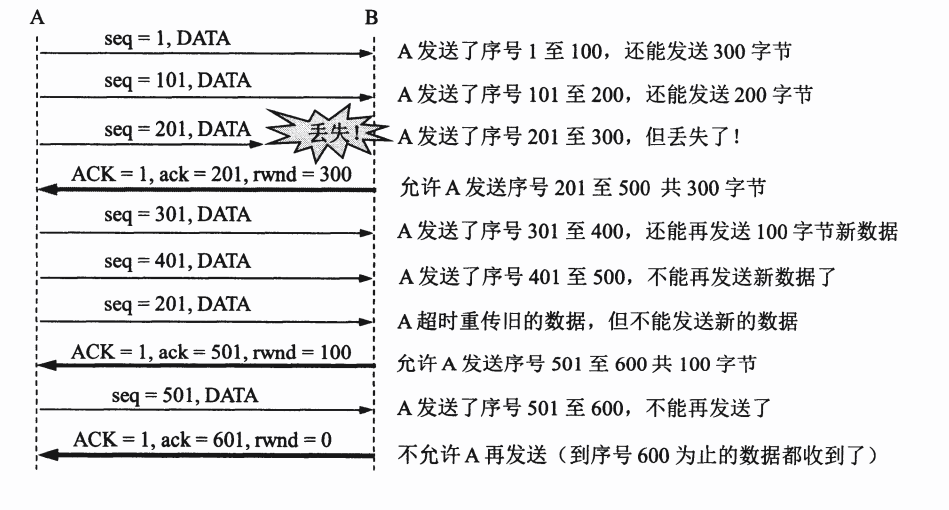 A B
seq = 1, DATA A 发送了序号 1 至 100，还能发送 300 字节
seq = 101, DATA A 发送了序号 101 至 200，还能发送 200 字节
seq = 201, DATA 丢失! A 发送了序号 201 至 300，但丢失了!
ACK = 1, ack = 201, rwnd = 300 允许 A 发送序号 201 至 500 共 300 字节
seq = 301, DATA A 发送了序号 301 至 400，还能再发送 100 字节新数据
seq = 401, DATA A 发送了序号 401 至 500，不能再发送新数据了
seq = 201, DATA A 超时重传旧的数据，但不能发送新的数据
ACK = 1, ack = 501, rwnd = 100 允许 A 发送序号 501 至 600 共 100 字节
seq = 501, DATA A 发送了序号 501 至 600，不能再发送了
ACK = 1, ack = 601, rwnd = 0 不允许 A 再发送（到序号 600 为止的数据都收到了）